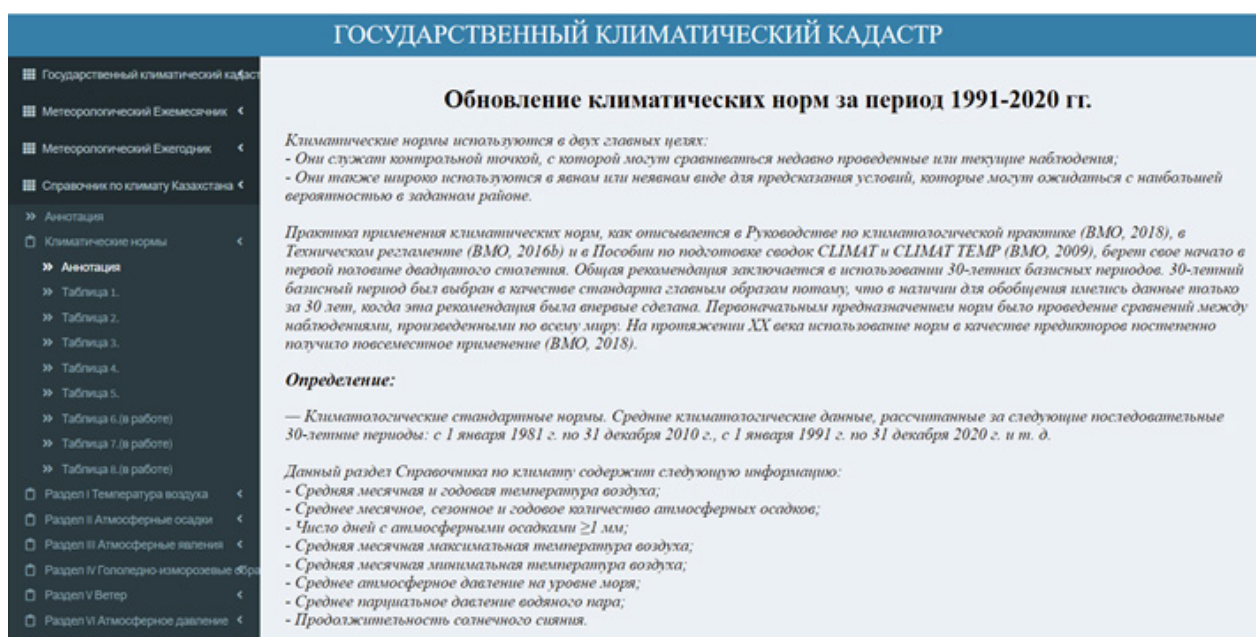 ГОСУДАРСТВЕННЫЙ КЛИМАТИЧЕСКИЙ КАДАСТР
Государственный климатический кадаст
Метеорологический Ежемесячник
Метеорологический Ежегодник
Справочник по климату Казахстана
Аннотация
Климатические нормы
Аннотация
Таблица 1.
Таблица 2.
Таблица 3.
Таблица 4.
Таблица 5.
Таблица 6.(в работе)
Таблица 7.(в работе)
Таблица 8.(в работе)
Раздел I Температура воздуха
Раздел II Атмосферные осадки
Раздел III Атмосферные явления
Раздел IV Гололедно-изморозевые обра
Раздел V Ветер
Раздел VI Атмосферное давление
Обновление климатических норм за период 1991-2020 гг.
Климатические нормы используются в двух главных целях:
- Они служат контрольной точкой, с которой могут сравниваться недавно проведенные или текущие наблюдения;
- Они также широко используются в явном или неявном виде для предсказания условий, которые могут ожидаться с наибольшей
вероятностью в заданном районе.
Практика применения климатических норм, как описывается в Руководстве по климатологической практике (ВМО, 2018), в
Техническом регламенте (ВМО, 2016b) и в Пособии по подготовке сводок CLIMAT и CLIMAT TEMP (ВМО, 2009), берет свое начало в
первой половине двадцатого столетия. Общая рекомендация заключается в использовании 30-летних базисных периодов. 30-летний
базисный период был выбран в качестве стандарта главным образом потому, что в наличии для обобщения имелись данные только
за 30 лет, когда эта рекомендация была впервые сделана. Первоначальным предназначением норм было проведение сравнений между
наблюдениями, произведенными по всему миру. На протяжении XX века использование норм в качестве предикторов постепенно
получило повсеместное применение (ВМО, 2018).
Определение:
— Климатологические стандартные нормы. Средние климатологические данные, рассчитанные за следующие последовательные
30-летние периоды: с 1 января 1981 г. по 31 декабря 2010 г., с 1 января 1991 г. по 31 декабря 2020 г. и т. д.
Данный раздел Справочника по климату содержит следующую информацию:
- Средняя месячная и годовая температура воздуха;
- Среднее месячное, сезонное и годовое количество атмосферных осадков;
- Число дней с атмосферными осадками ≥1 мм;
- Средняя месячная максимальная температура воздуха;
- Средняя месячная минимальная температура воздуха;
- Среднее атмосферное давление на уровне моря;
- Среднее парциальное давление водяного пара;
- Продолжительность солнечного сияния.